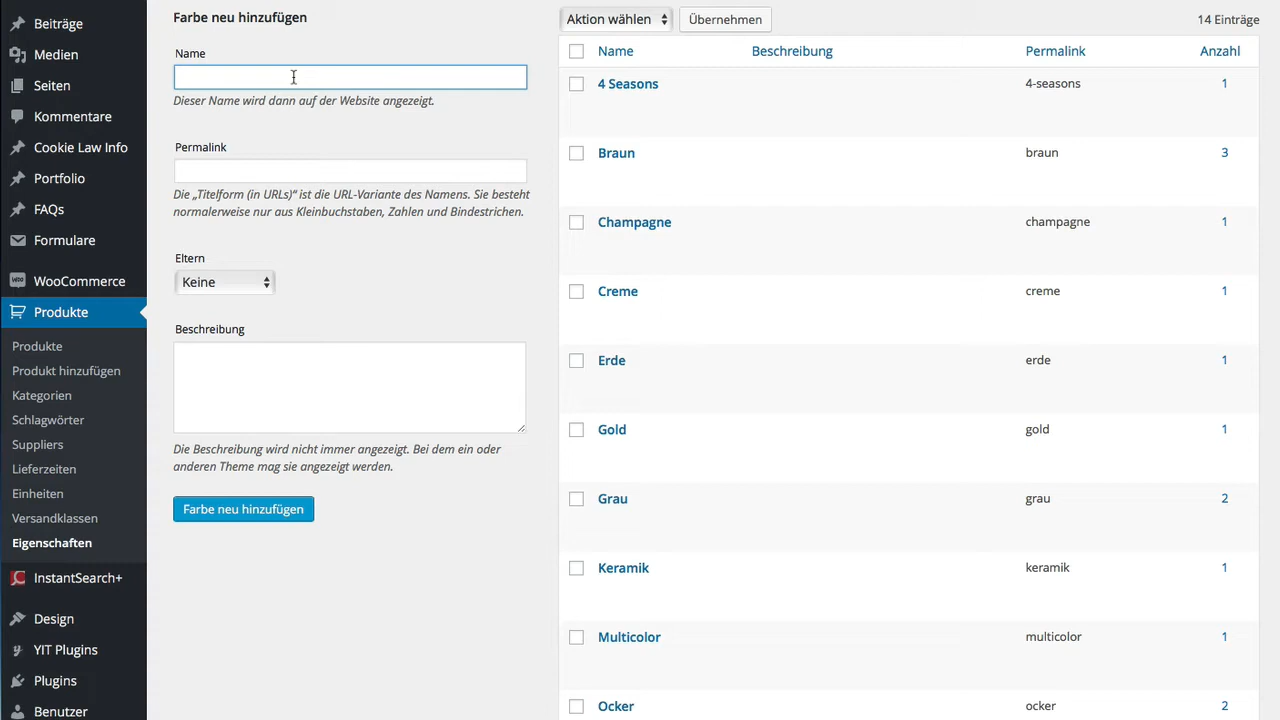 Beiträge
Medien
Seiten
Kommentare
Cookie Law Info
Portfolio
FAQs
Formulare
WooCommerce
Produkte
Produkte
Produkt hinzufügen
Kategorien
Schlagwörter
Suppliers
Lieferzeiten
Einheiten
Versandklassen
Eigenschaften
InstantSearch+
Design
YIT Plugins
Plugins
Benutzer
Farbe neu hinzufügen
Name
Dieser Name wird dann auf der Website angezeigt.
Permalink
Die „Titelform (in URLs)“ ist die URL-Variante des Namens. Sie besteht
normalerweise nur aus Kleinbuchstaben, Zahlen und Bindestrichen.
Eltern
Keine
Beschreibung
Die Beschreibung wird nicht immer angezeigt. Bei dem ein oder
anderen Theme mag sie angezeigt werden.
Farbe neu hinzufügen
Aktion wählen Übernehmen 14 Einträge
Name Beschreibung Permalink Anzahl
4 Seasons 4-seasons 1
Braun braun 3
Champagne champagne 1
Creme creme 1
Erde erde 1
Gold gold 1
Grau grau 2
Keramik keramik 1
Multicolor multicolor 1
Ocker ocker 2